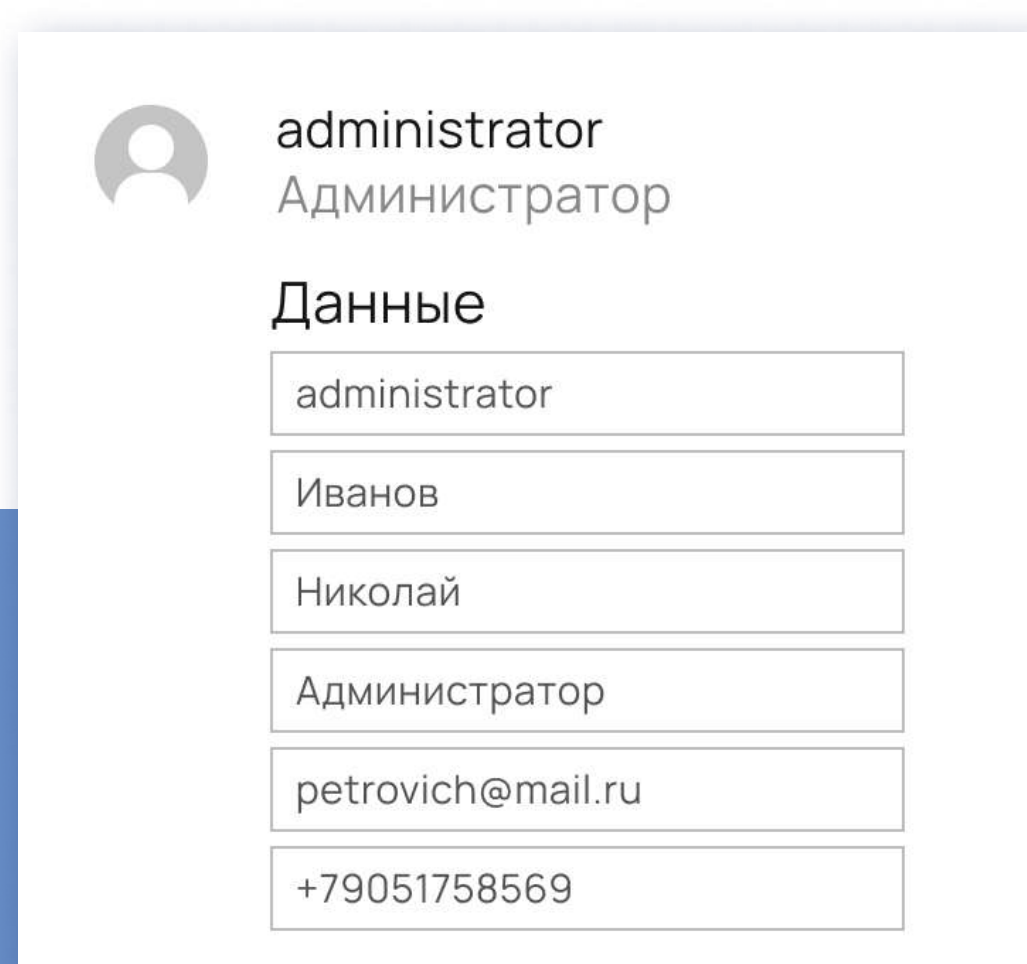 administrator
Администратор
Данные
administrator
Иванов
Николай
Администратор
petrovich@mail.ru
+79051758569